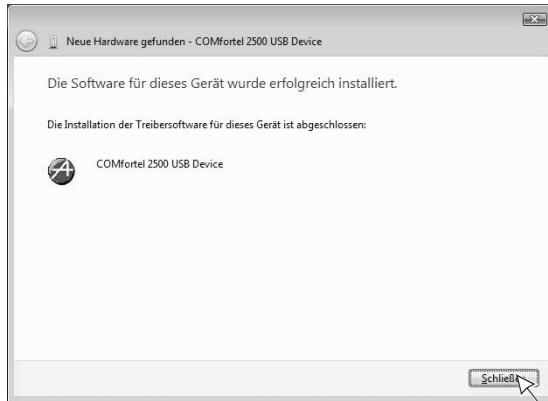 Neue Hardware gefunden - COMfortel 2500 USB Device
Die Software für dieses Gerät wurde erfolgreich installiert.
Die Installation der Treibersoftware für dieses Gerät ist abgeschlossen:
COMfortel 2500 USB Device